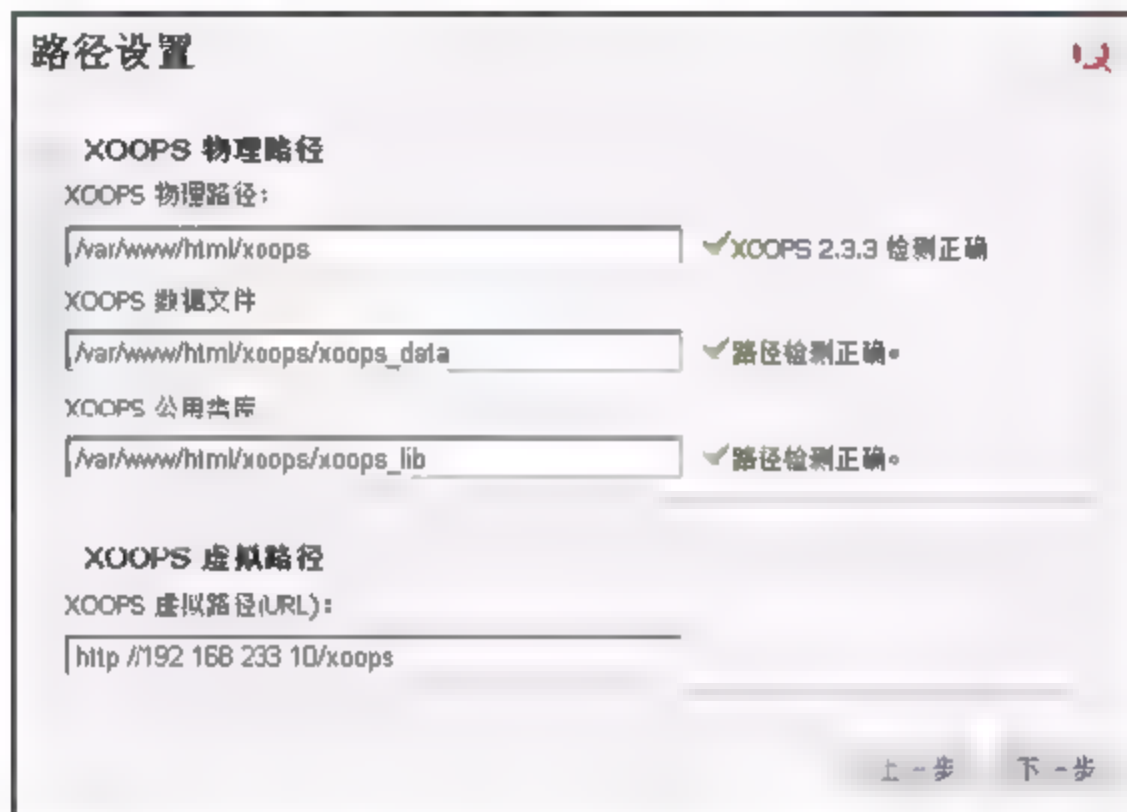 路径设置
XOOPS 物理路径
XOOPS 物理路径:
/var/www/html/xoops
✔XOOPS 2.3.3 检测正确
XOOPS 数据文件
/var/www/html/xoops/xoops_data
✔路径检测正确。
XOOPS 公用类库
/var/www/html/xoops/xoops_lib
✔路径检测正确。
XOOPS 虚拟路径
XOOPS 虚拟路径(URL):
http //192 168 233 10/xoops
上一步 下一步